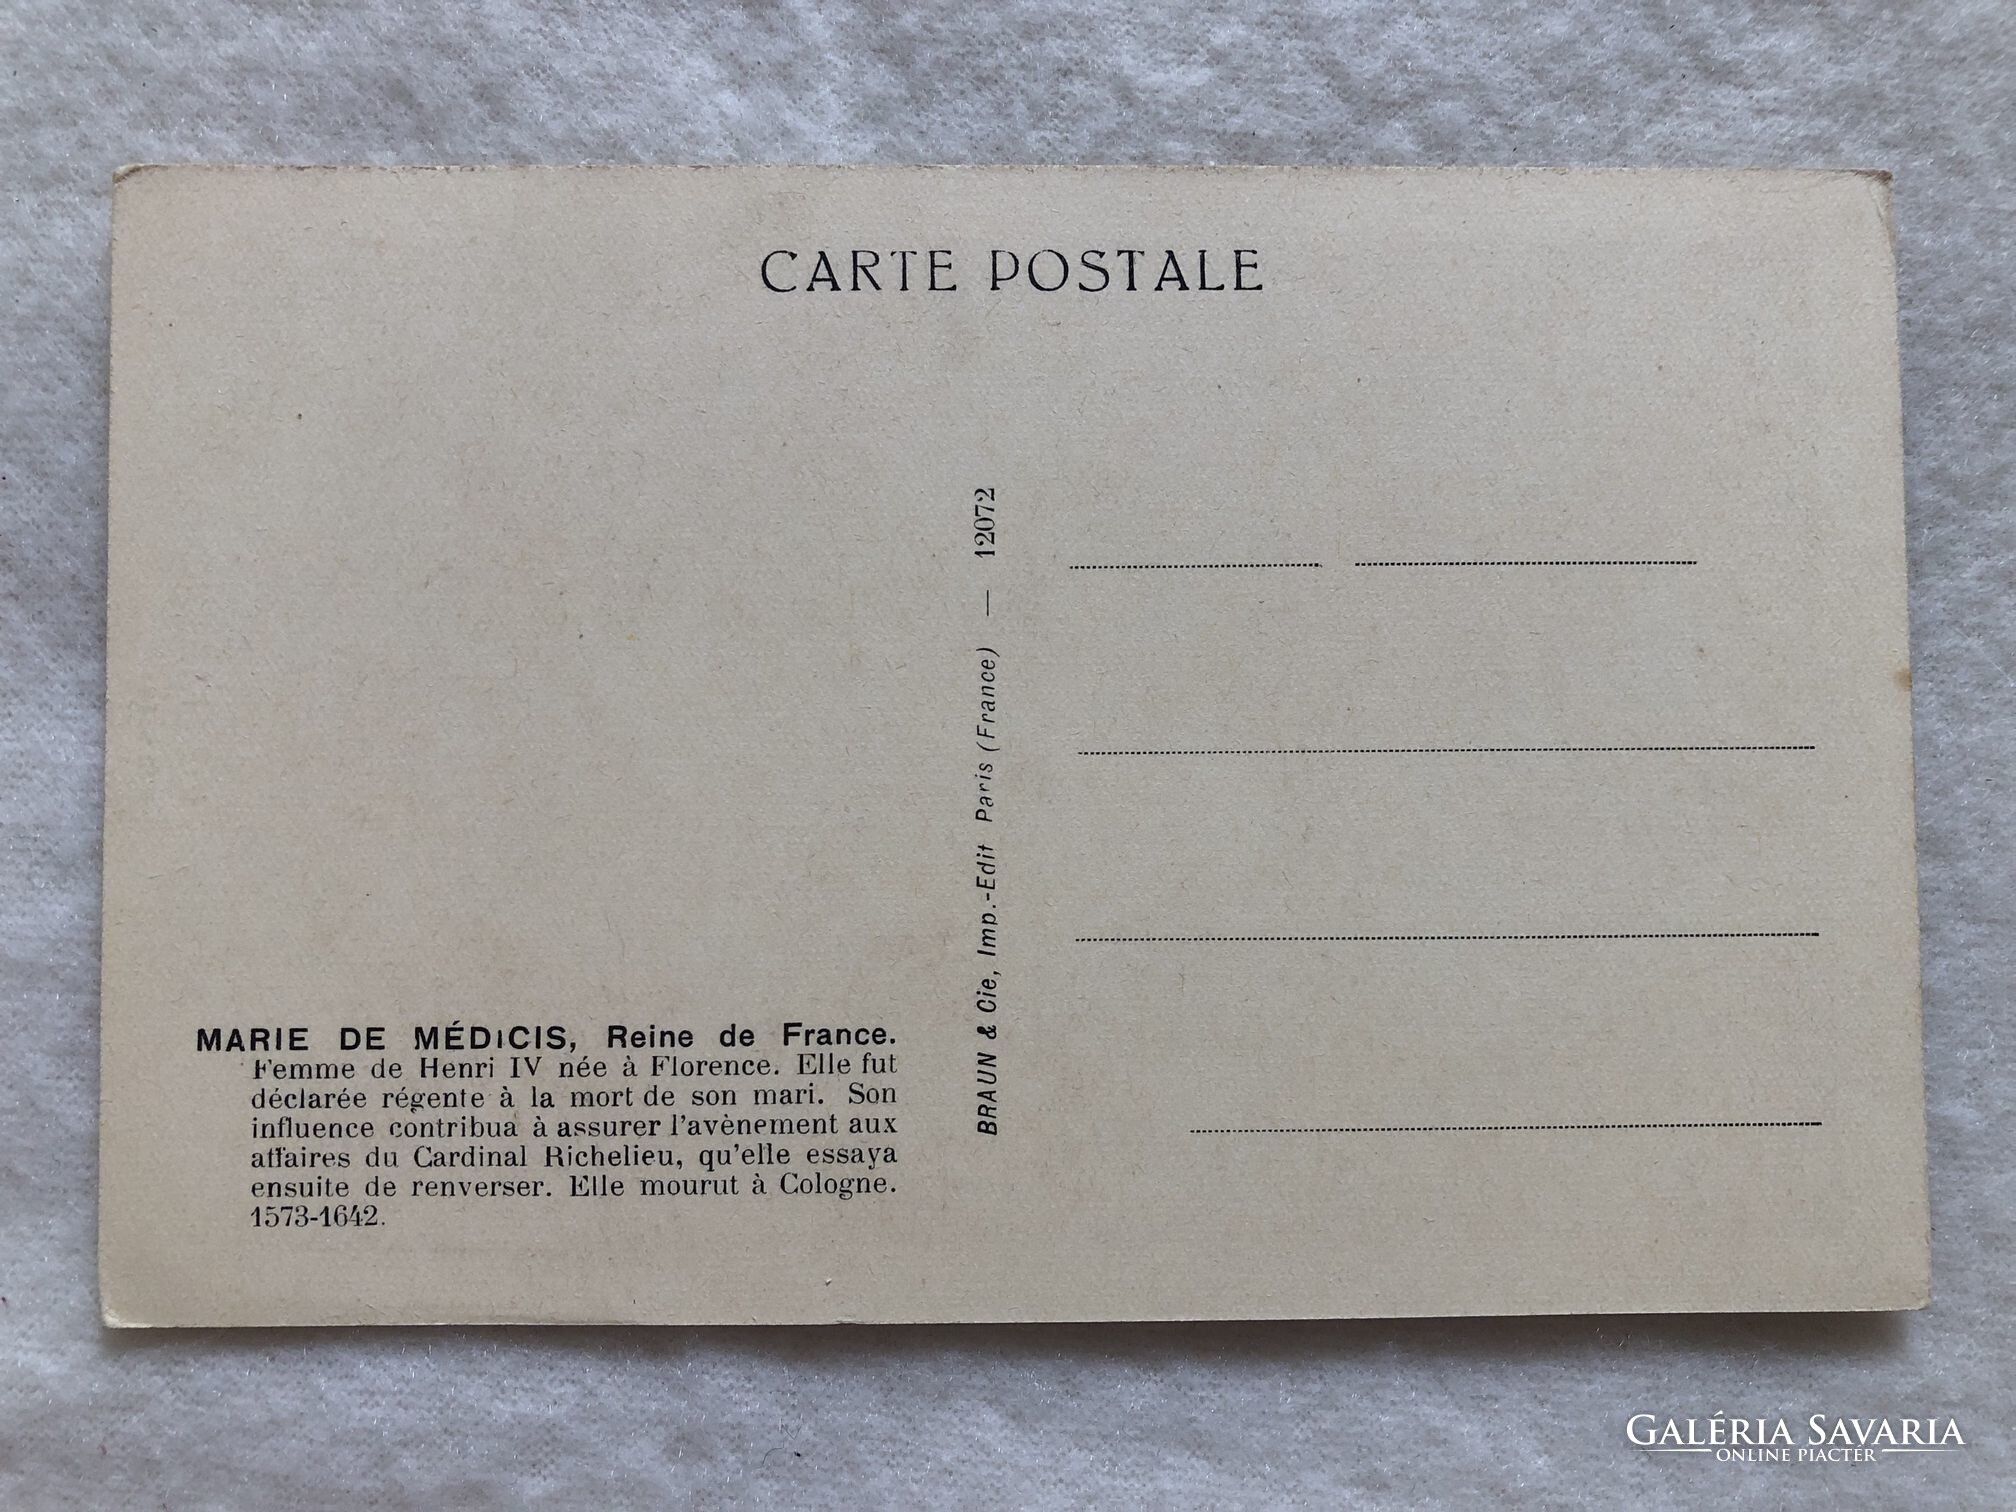 CARTE POSTALE
MARIE DE MÉDICIS, Reine de France.
Femme de Henri IV née à Florence. Elle fut
déclarée régente à la mort de son mari. Son
influence contribua à assurer l'avènement aux
affaires du Cardinal Richelieu, qu'elle essaya
ensuite de renverser. Elle mourut à Cologne.
1573-1642.
BRAUN & Cie, Imp.-Edit Paris (France) — 12072
GALÉRIA SAVARIA
ONLINE PIACTÉR